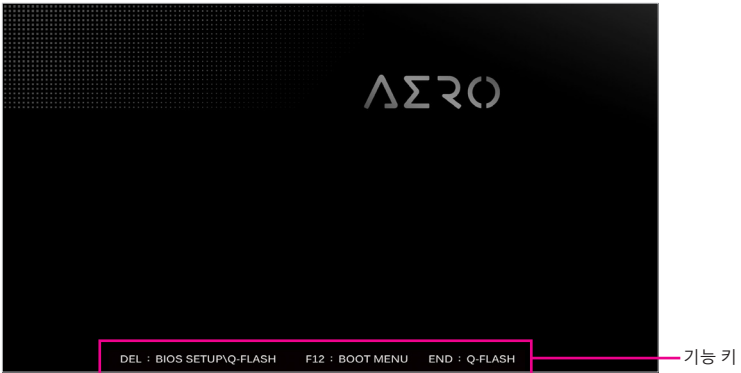 AERO
DEL : BIOS SETUP\Q-FLASH F12 : BOOT MENU END : Q-FLASH
기능 키